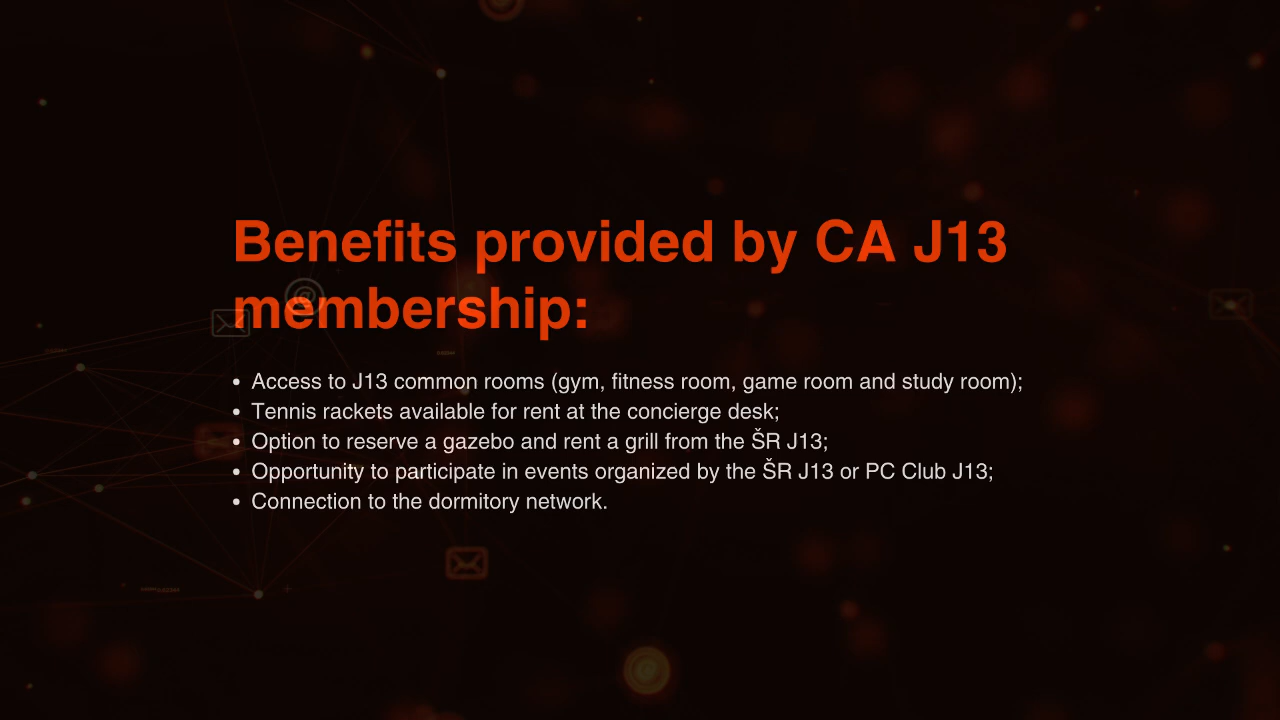 Benefits provided by CA J13
membership:
• Access to J13 common rooms (gym, fitness room, game room and study room);
• Tennis rackets available for rent at the concierge desk;
• Option to reserve a gazebo and rent a grill from the ŠR J13;
• Opportunity to participate in events organized by the ŠR J13 or PC Club J13;
• Connection to the dormitory network.